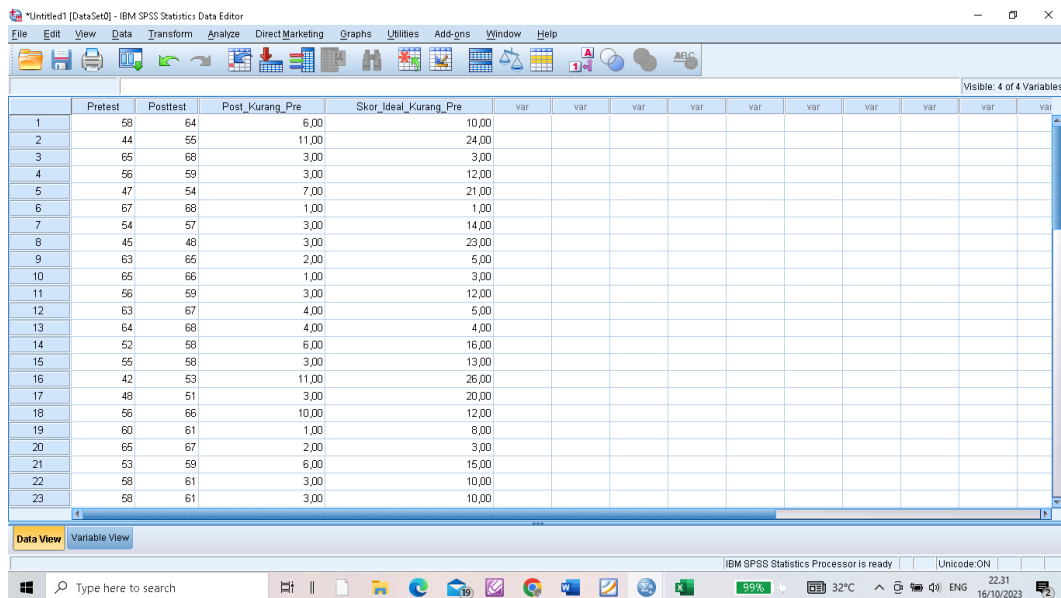 *Untitled1 [DataSet0] - IBM SPSS Statistics Data Editor
File Edit View Data Transform Analyze Direct Marketing Graphs Utilities Add-ons Window Help
Visible: 4 of 4 Variables
Pretest Posttest Post_Kurang_Pre Skor_Ideal_Kurang_Pre var var var var var var var var var var
1 58 64 6,00 10,00
2 44 55 11,00 24,00
3 65 68 3,00 3,00
4 56 59 3,00 12,00
5 47 54 7,00 21,00
6 67 68 1,00 1,00
7 54 57 3,00 14,00
8 45 48 3,00 23,00
9 63 65 2,00 5,00
10 65 66 1,00 3,00
11 56 59 3,00 12,00
12 63 67 4,00 5,00
13 64 68 4,00 4,00
14 52 58 6,00 16,00
15 55 58 3,00 13,00
16 42 53 11,00 26,00
17 48 51 3,00 20,00
18 56 66 10,00 12,00
19 60 61 1,00 8,00
20 65 67 2,00 3,00
21 53 59 6,00 15,00
22 58 61 3,00 10,00
23 58 61 3,00 10,00
Data View Variable View
IBM SPSS Statistics Processor is ready Unicode:ON
Type here to search 19 99% 32°C ENG 22.31
16/10/2023 2